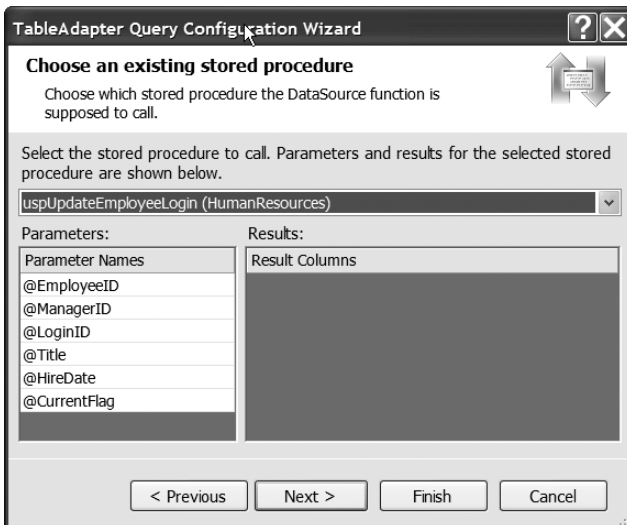 TableAdapter Query Configuration Wizard
Choose an existing stored procedure
Choose which stored procedure the DataSource function is
supposed to call.
Select the stored procedure to call. Parameters and results for the selected stored
procedure are shown below.
uspUpdateEmployeeLogin (HumanResources)
Parameters:
Results:
Parameter Names
Result Columns
@EmployeeID
@ManagerID
@LoginID
@Title
@HireDate
@CurrentFlag
< Previous
Next >
Finish
Cancel